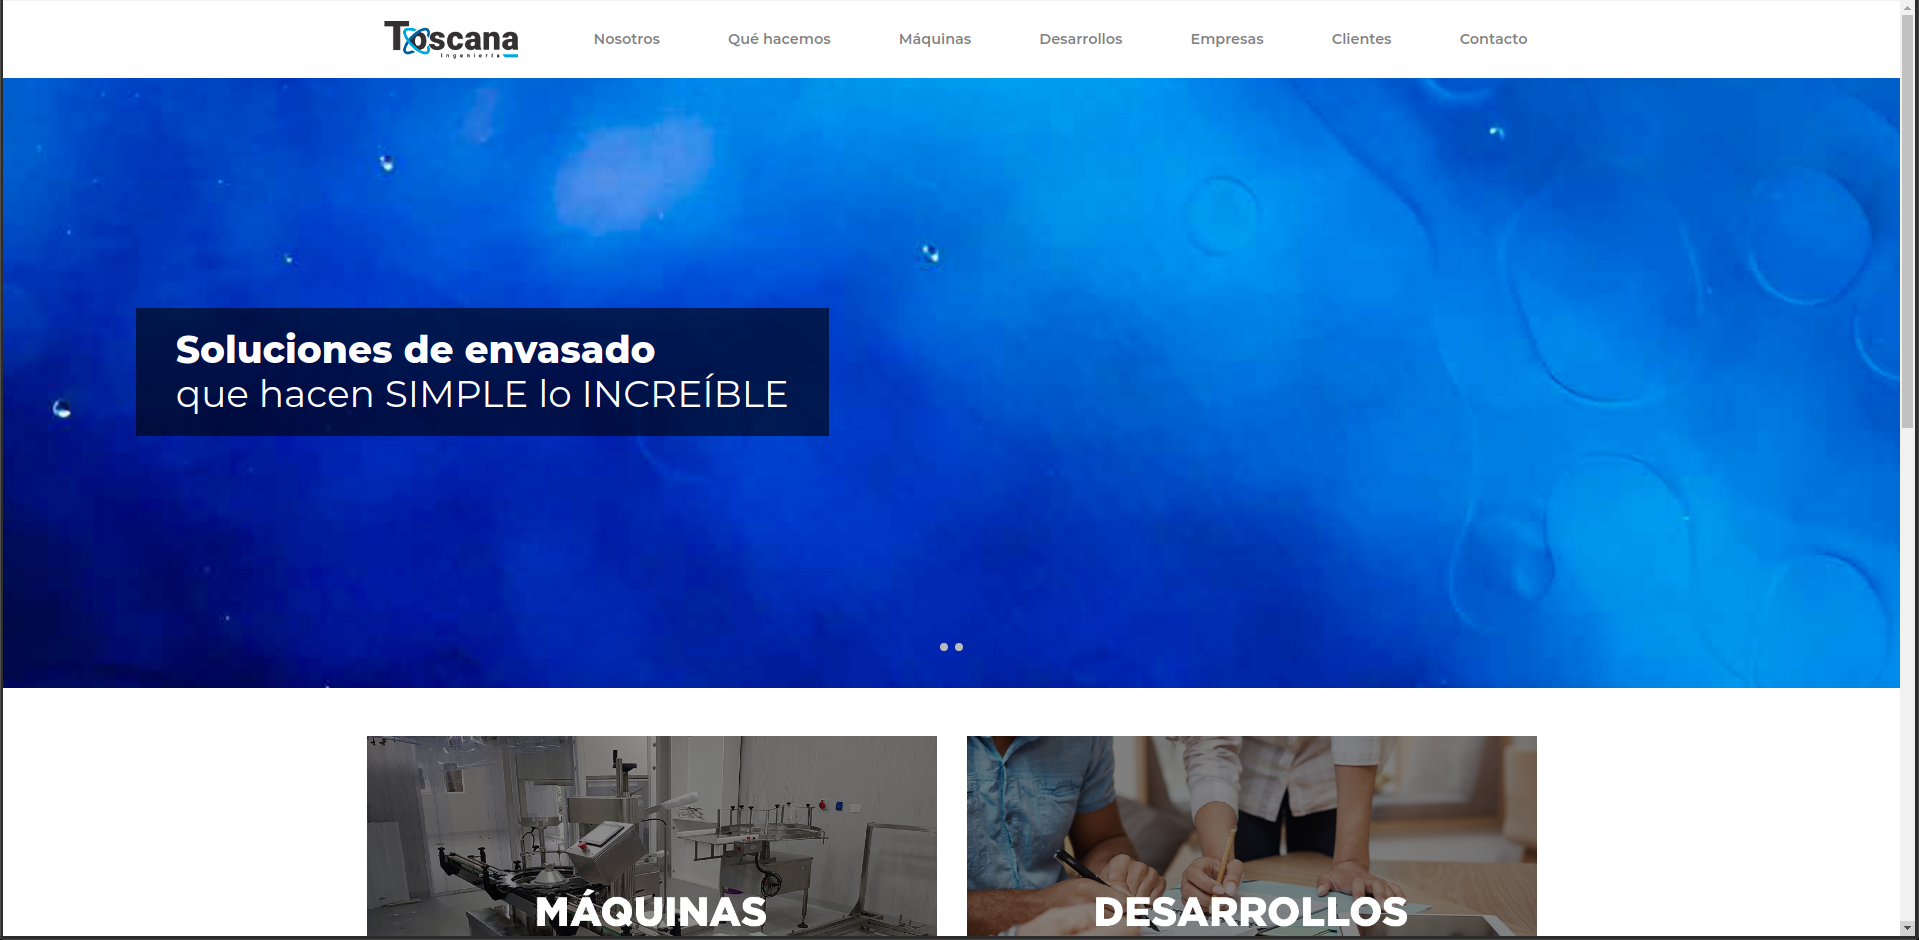 Toscana
Ingeniería
Nosotros
Qué hacemos
Máquinas
Desarrollos
Empresas
Clientes
Contacto
Soluciones de envasado
que hacen SIMPLE lo INCREÍBLE
MÁQUINAS
DESARROLLOS